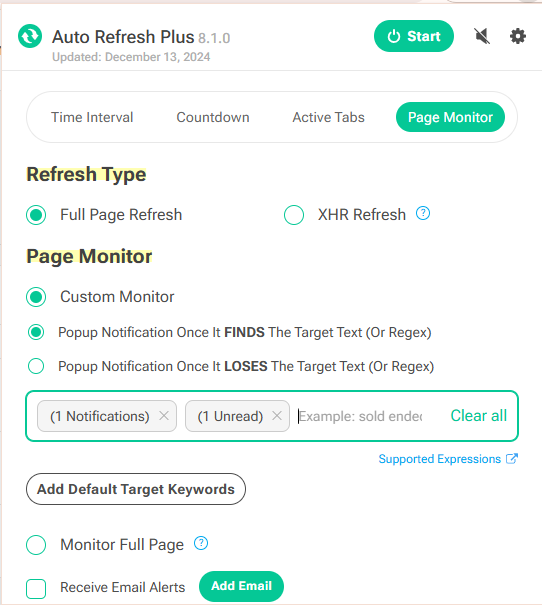 Auto Refresh Plus 8.1.0
Updated: December 13, 2024
Start
Time Interval Countdown Active Tabs Page Monitor
Refresh Type
Full Page Refresh XHR Refresh ?
Page Monitor
Custom Monitor
Popup Notification Once It FINDS The Target Text (Or Regex)
Popup Notification Once It LOSES The Target Text (Or Regex)
(1 Notifications) × (1 Unread) × Example: sold ended Clear all
Supported Expressions
Add Default Target Keywords
Monitor Full Page ?
Receive Email Alerts Add Email